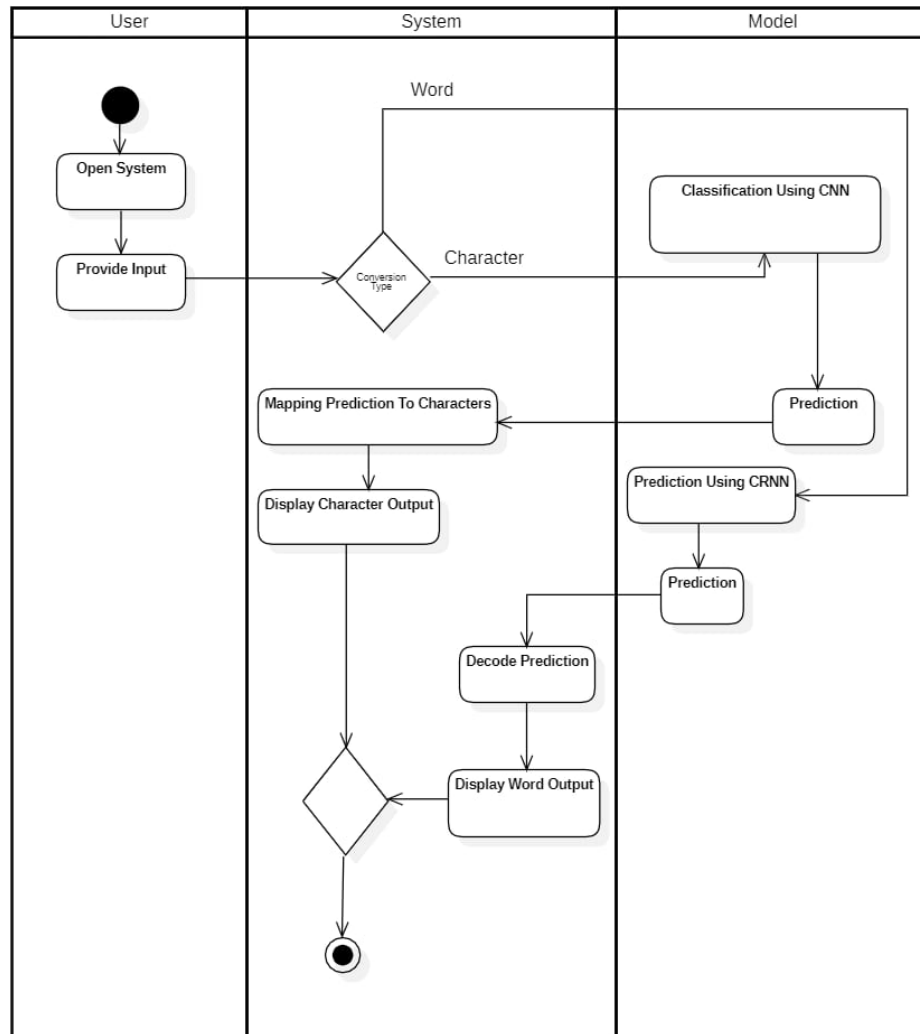 User
System
Model
Word
Open System
Classification Using CNN
Provide Input
Character
Conversion
Type
Mapping Prediction To Characters
Prediction
Prediction Using CRNN
Display Character Output
Prediction
Decode Prediction
Display Word Output